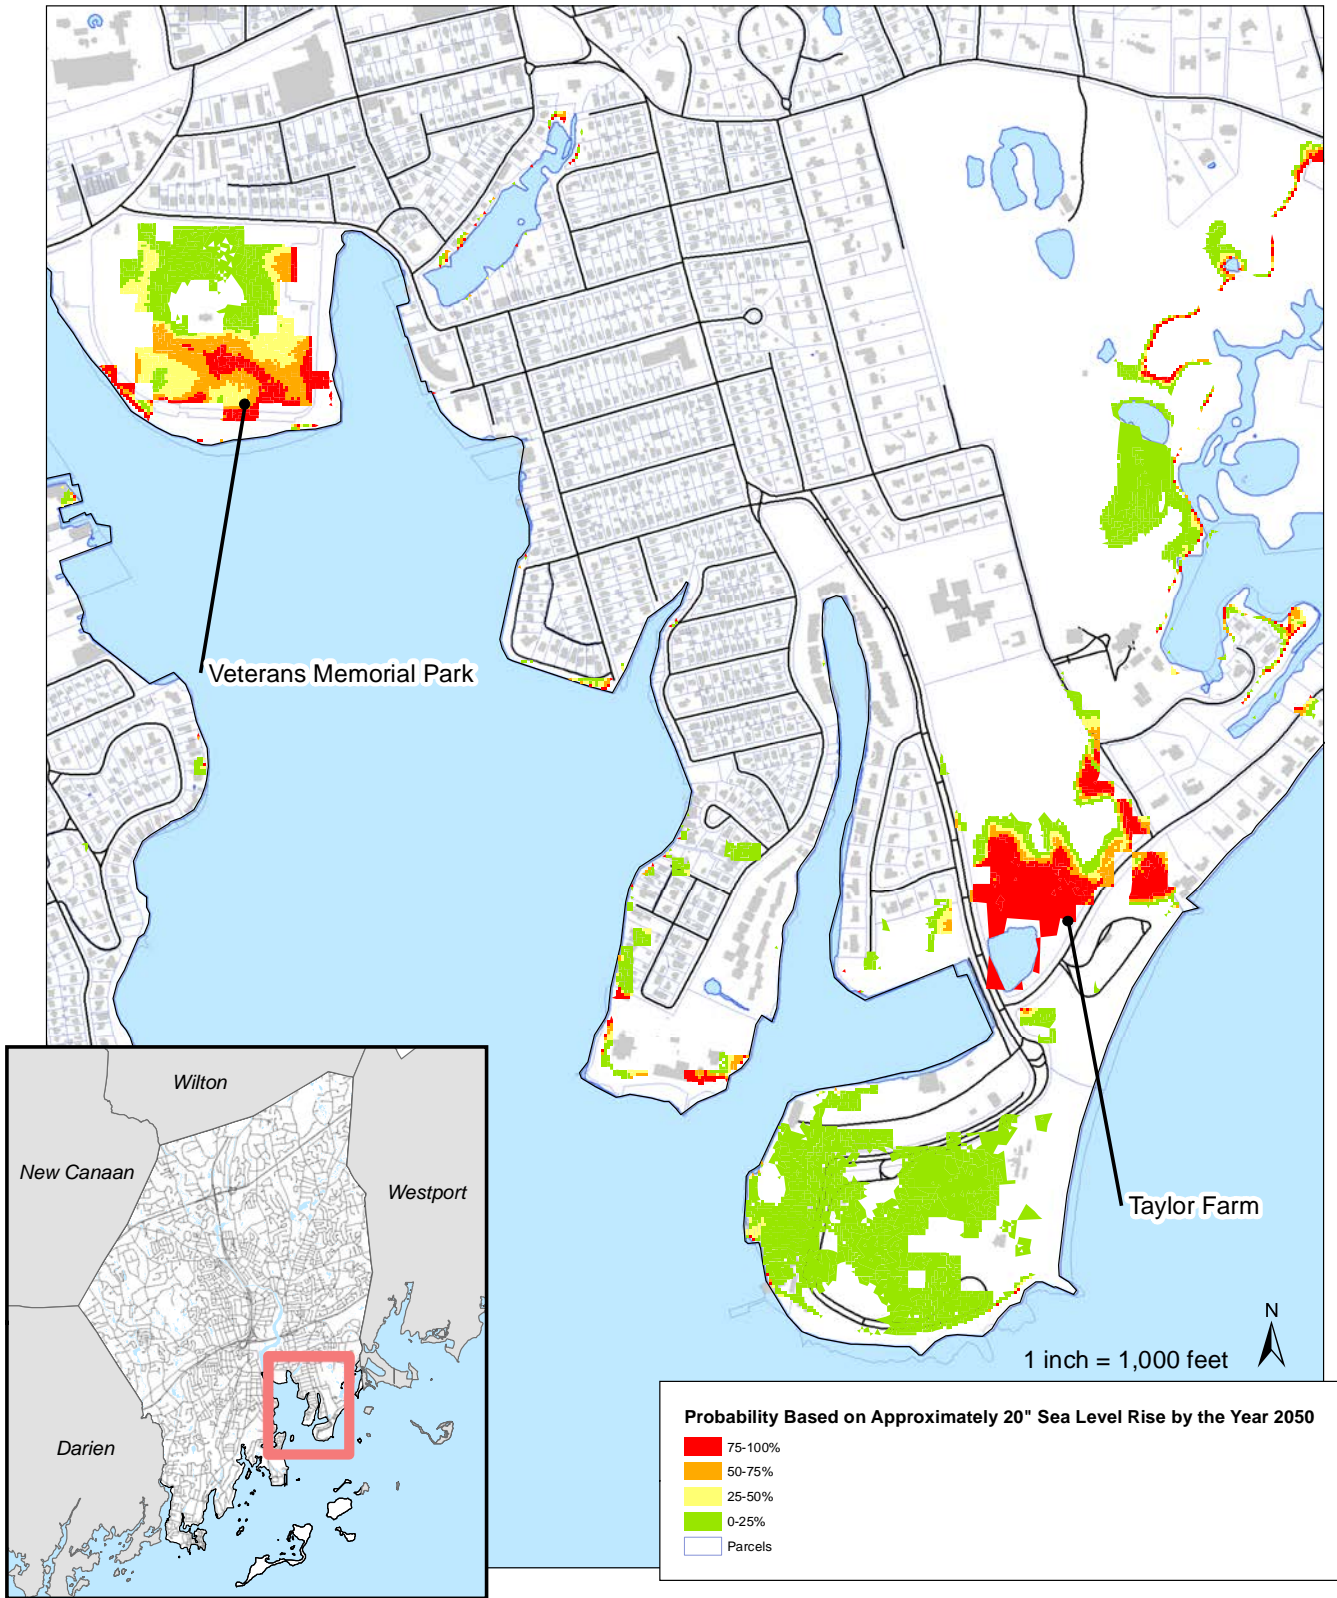 Veterans Memorial Park
Taylor Farm
N
1 inch = 1,000 feet
Wilton
New Canaan
Westport
Darien
Probability Based on Approximately 20" Sea Level Rise by the Year 2050
75-100%
50-75%
25-50%
0-25%
Parcels